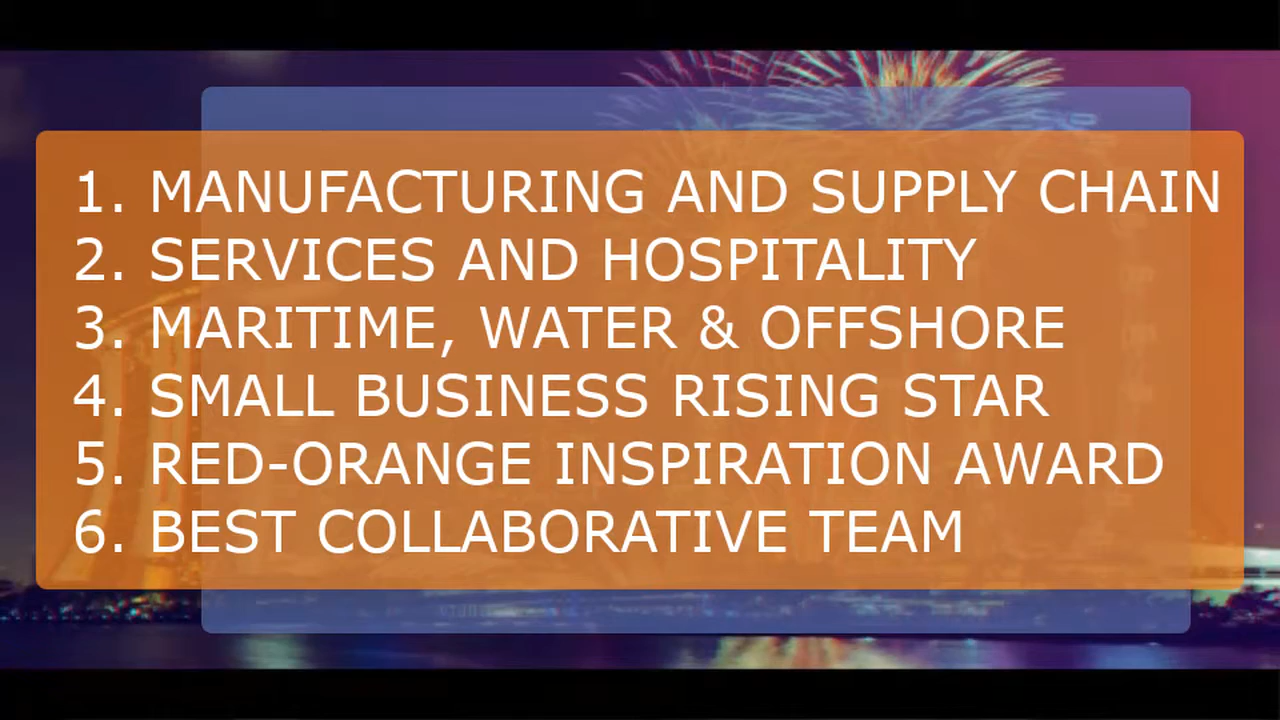 1. MANUFACTURING AND SUPPLY CHAIN
2. SERVICES AND HOSPITALITY
3. MARITIME, WATER & OFFSHORE
4. SMALL BUSINESS RISING STAR
5. RED-ORANGE INSPIRATION AWARD
6. BEST COLLABORATIVE TEAM